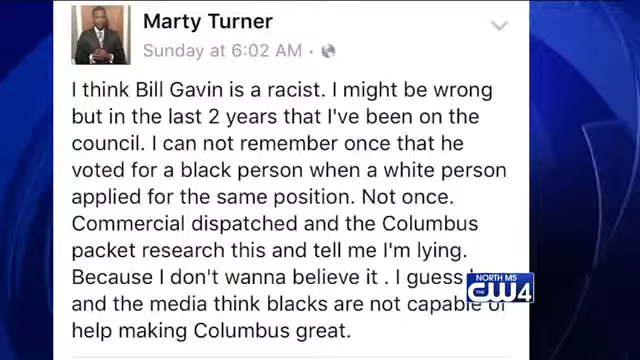 Marty Turner
Sunday at 6:02 AM ·
I think Bill Gavin is a racist. I might be wrong
but in the last 2 years that I've been on the
council. I can not remember once that he
voted for a black person when a white person
applied for the same position. Not once.
Commercial dispatched and the Columbus
packet research this and tell me I'm lying.
Because I don't wanna believe it . I guess
and the media think blacks are not capable of
help making Columbus great.
NORTH MS
THE CW4